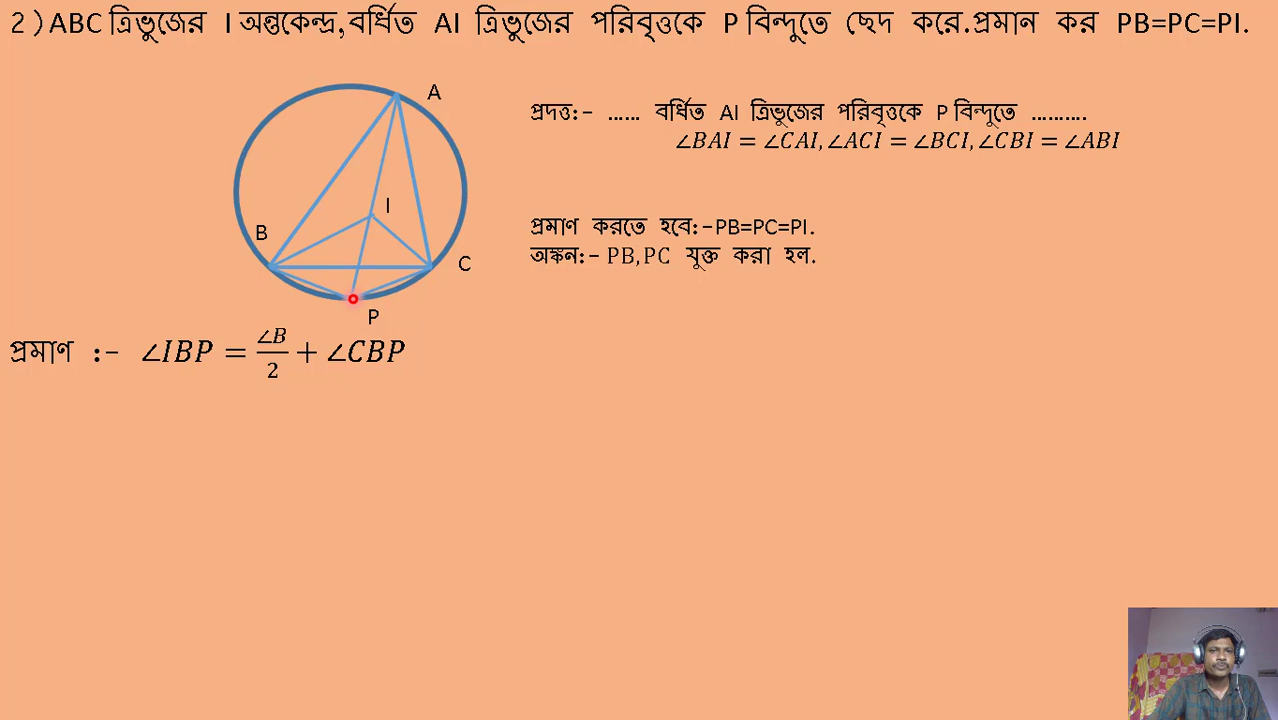 2)ABC ত্রিভুজের I অন্তকেন্দ্র,বর্ধিত AI ত্রিভুজের পরিবৃত্তকে P বিন্দুতে ছেদ করে.প্রমান কর PB=PC=PI.
A
প্রদত্ত:- ...... বর্ধিত AI ত্রিভুজের পরিবৃত্তকে P বিন্দুতে ..........
∠BAI = ∠CAI,∠ACI = ∠BCI,∠CBI = ∠ABI
I
B
প্রমাণ করতে হবে:-PB=PC=PI.
C
অঙ্কন:- PB,PC যুক্ত করা হল.
P
প্রমাণ :- ∠IBP = ∠B/2 + ∠CBP